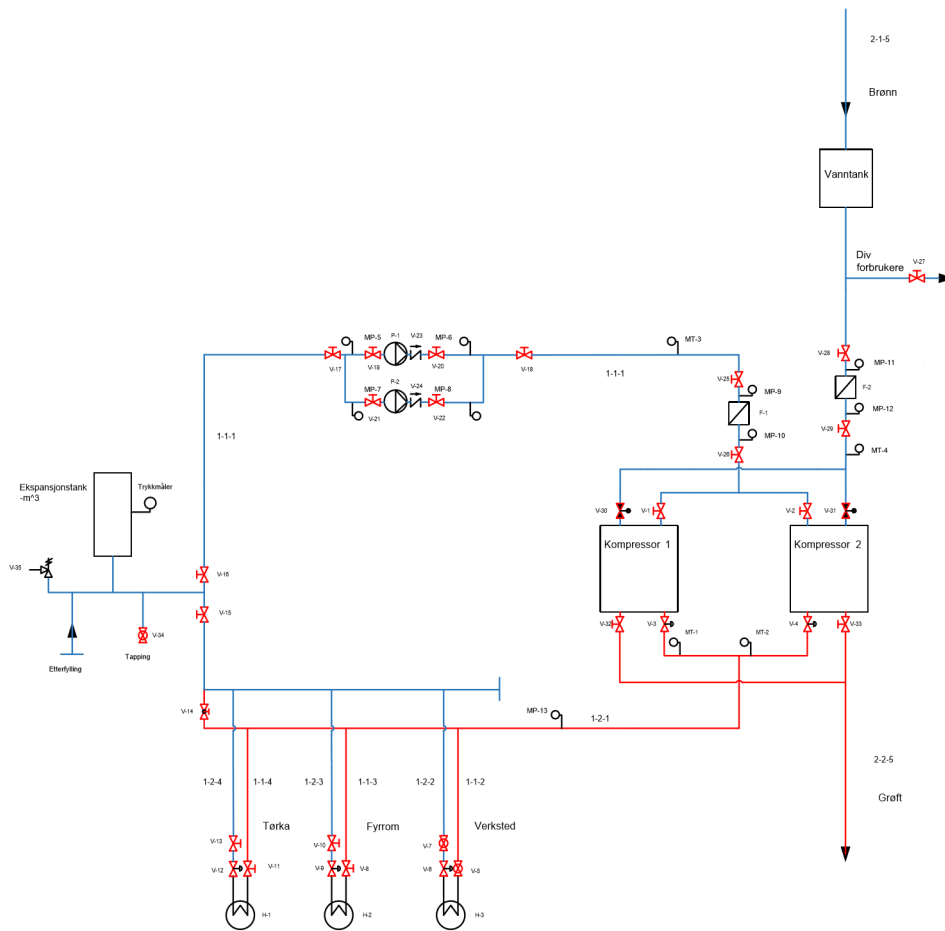 2-1-5
Brønn
Vanntank
Div
forbrukere
V-27
V-17
MP-5
V-19
P-1
V-23
MP-6
V-20
V-18
MT-3
MP-7
V-21
P-2
V-24
MP-8
V-22
1-1-1
V-28
MP-11
F-2
MP-12
V-29
MT-4
V-25
MP-9
F-1
MP-10
V-26
1-1-1
Ekspansjonstank
-m^3
Trykkmåler
V-35
V-16
V-15
V-34
Etterfylling
Tapping
V-30
V-1
V-2
V-31
Kompressor 1
Kompressor 2
V-32
V-3
V-4
V-33
MT-1
MT-2
V-14
MP-13
1-2-1
2-2-5
Grøft
1-2-4
1-1-4
1-2-3
1-1-3
1-2-2
1-1-2
Tørka
Fyrrom
Verksted
V-13
V-10
V-7
V-12
V-11
V-9
V-8
V-6
V-5
H-1
H-2
H-3